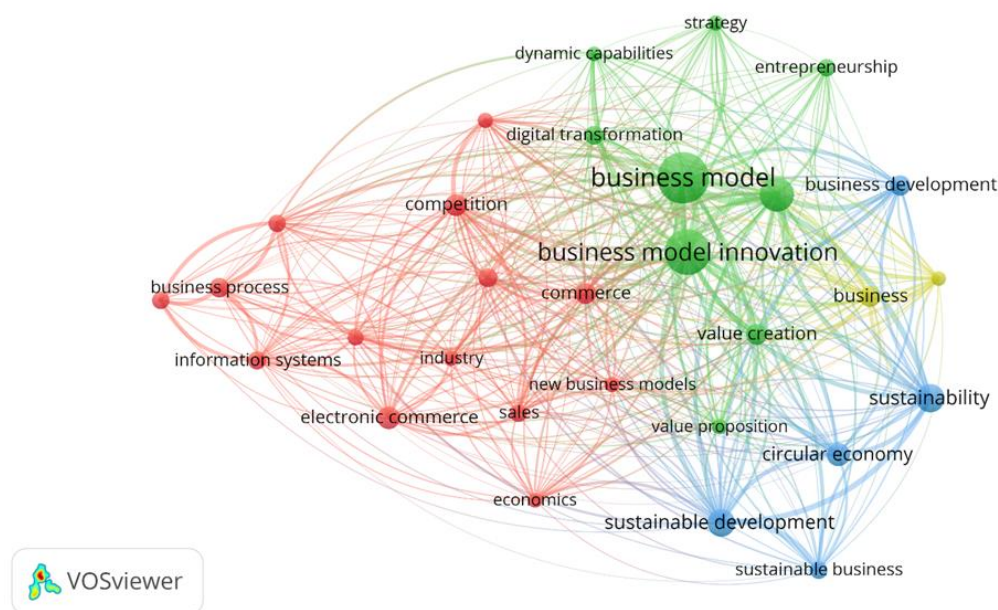 strategy
dynamic capabilities
entrepreneurship
digital transformation
business model
business development
competition
business model innovation
business process
commerce
business
value creation
information systems
industry
new business models
sustainability
electronic commerce
sales
value proposition
circular economy
economics
sustainable development
sustainable business
VOSviewer